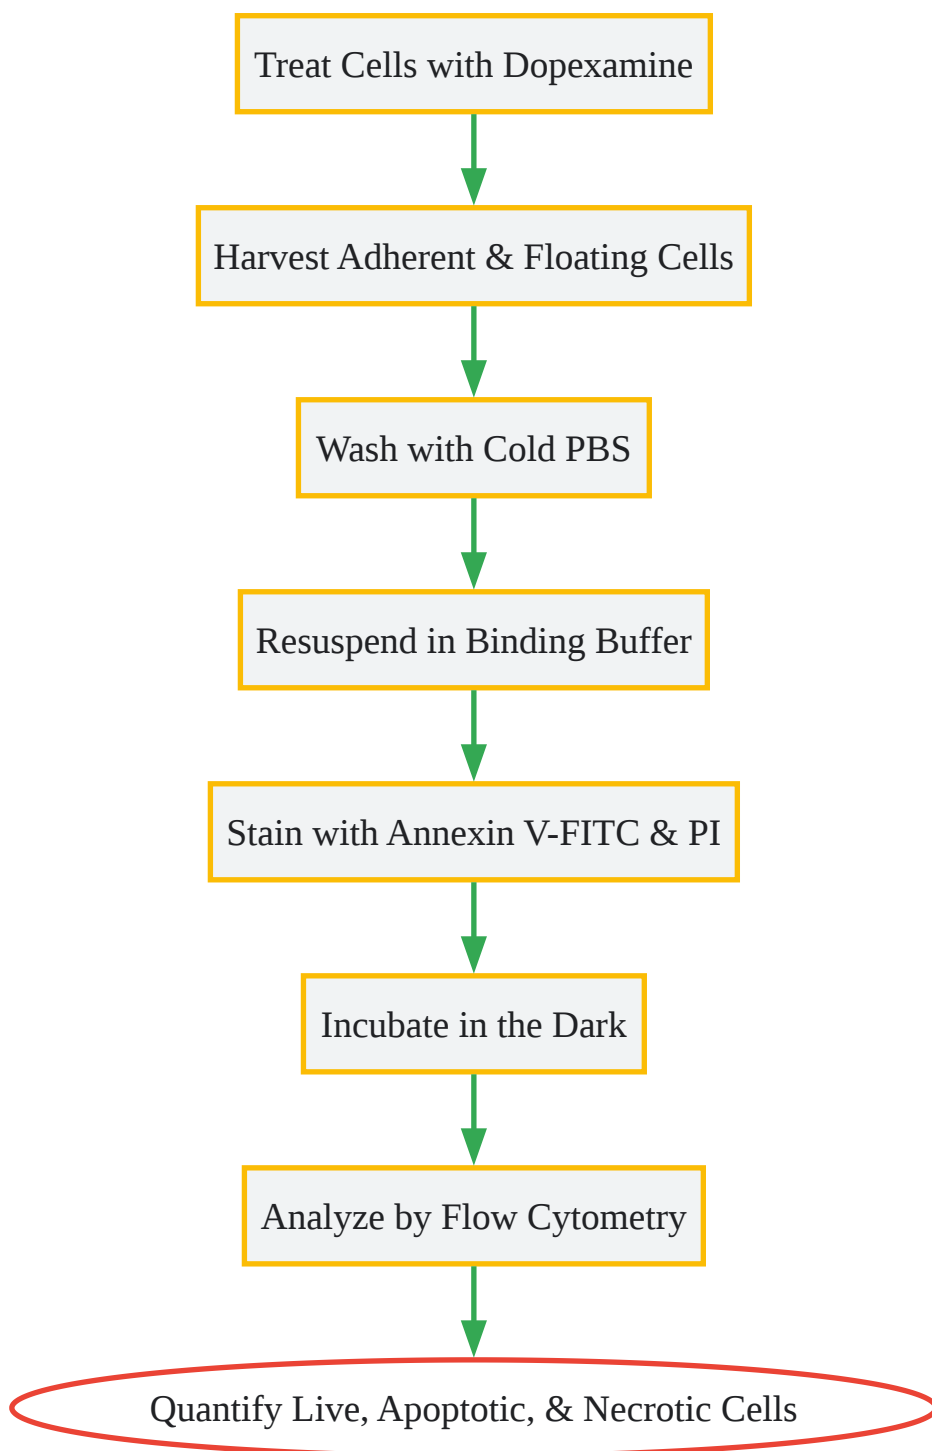 Treat Cells with Dopexamine
Harvest Adherent & Floating Cells
Wash with Cold PBS
Resuspend in Binding Buffer
Stain with Annexin V-FITC & PI
Incubate in the Dark
Analyze by Flow Cytometry
Quantify Live, Apoptotic, & Necrotic Cells